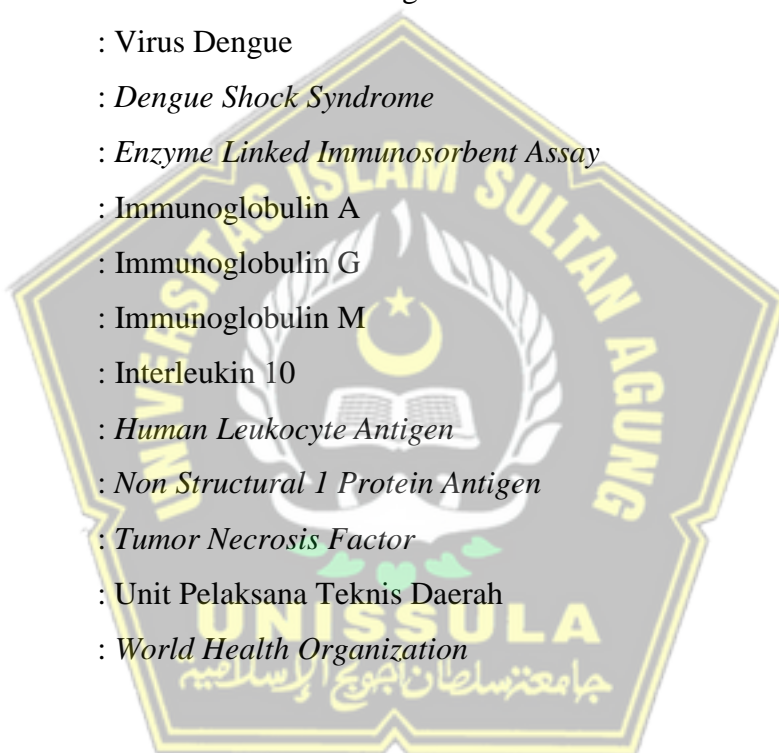 : Virus Dengue
: Dengue Shock Syndrome
: Enzyme Linked Immunosorbent Assay
: Immunoglobulin A
: Immunoglobulin G
: Immunoglobulin M
: Interleukin 10
: Human Leukocyte Antigen
: Non Structural 1 Protein Antigen
: Tumor Necrosis Factor
: Unit Pelaksana Teknis Daerah
: World Health Organization
UNIVERSITAS ISLAM SULTAN AGUNG
UNISSULA
جامعتنسلطان أجونج الإسلامية